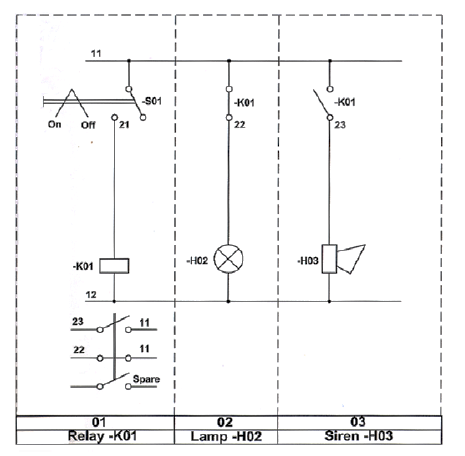 11
-S01
-K01
-K01
On
Off
21
22
23
-K01
-H02
-H03
12
23
11
22
11
Spare
01
02
03
Relay -K01
Lamp -H02
Siren -H03